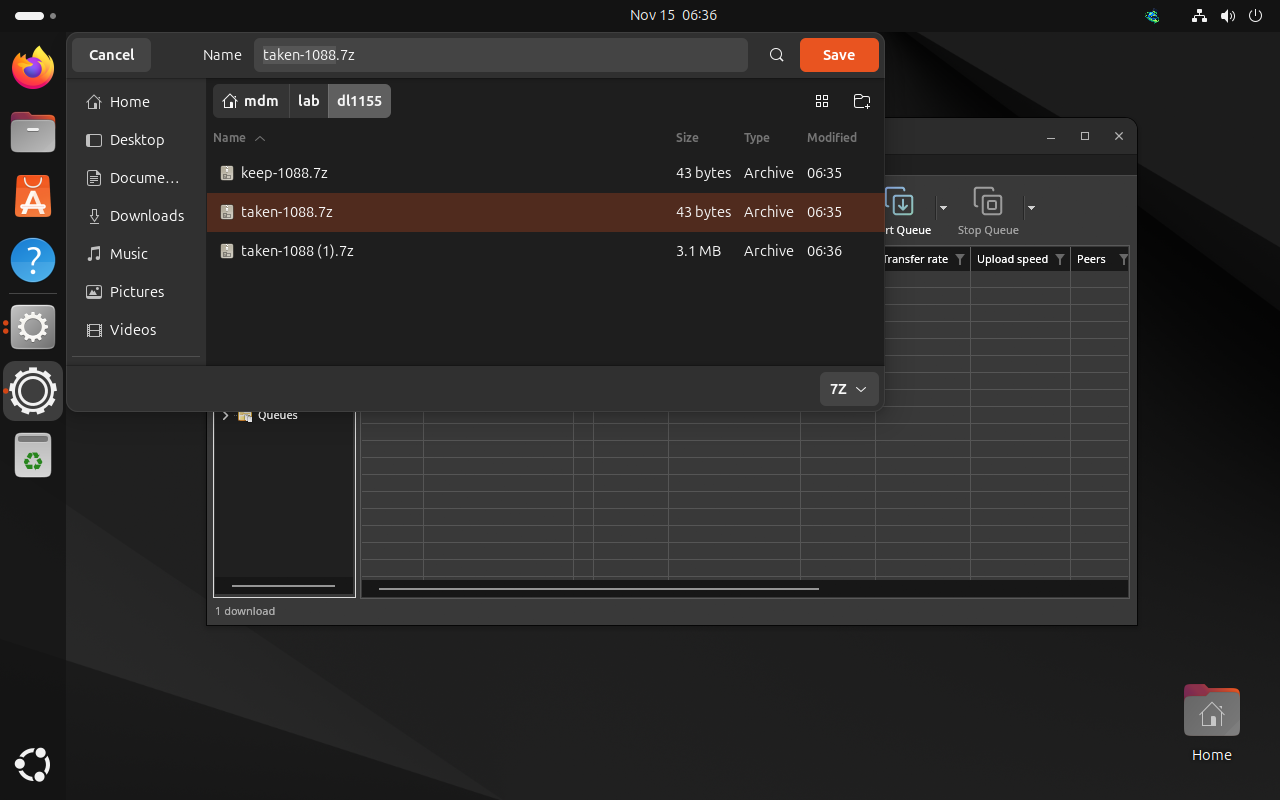 Nov 15 06:36
Cancel
Name
taken-1088.7z
Save
Home
Desktop
Docume…
Downloads
Music
Pictures
Videos
mdm
lab
dl1155
Name
Size
Type
Modified
keep-1088.7z
43 bytes
Archive
06:35
taken-1088.7z
43 bytes
Archive
06:35
taken-1088 (1).7z
3.1 MB
Archive
06:36
7Z
rt Queue
Stop Queue
Transfer rate
Upload speed
Peers
Queues
1 download
Home